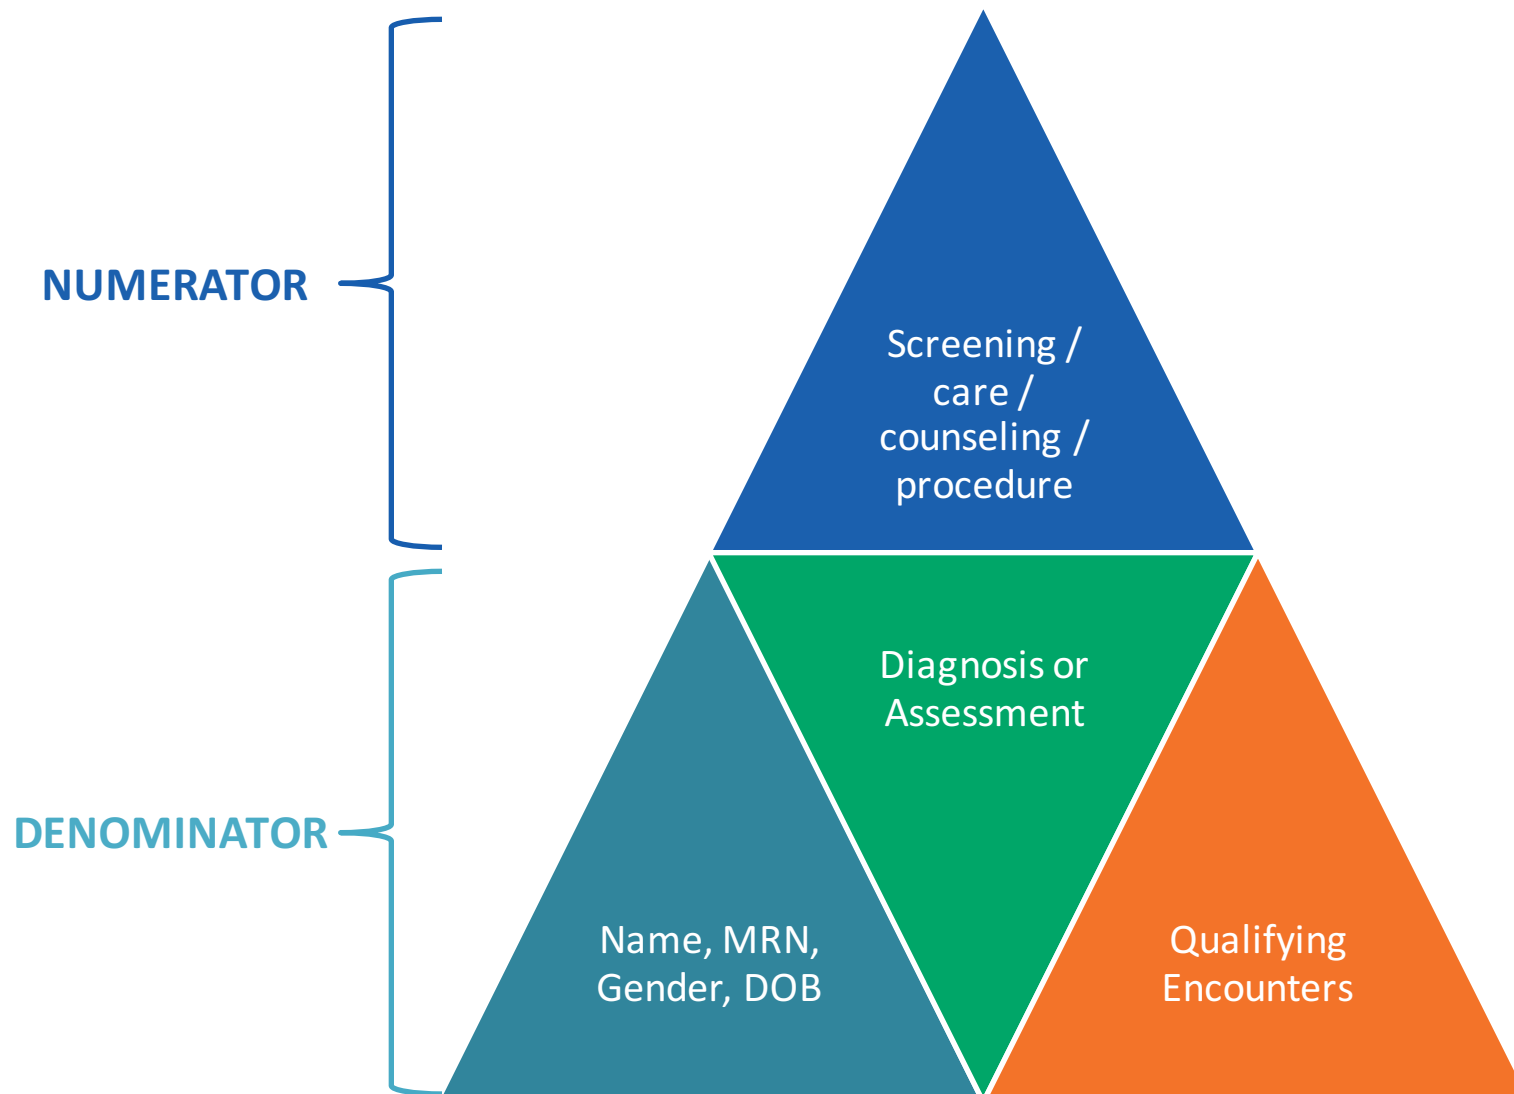 NUMERATOR
Screening /
care /
counseling /
procedure
DENOMINATOR
Diagnosis or
Assessment
Name, MRN,
Gender, DOB
Qualifying
Encounters